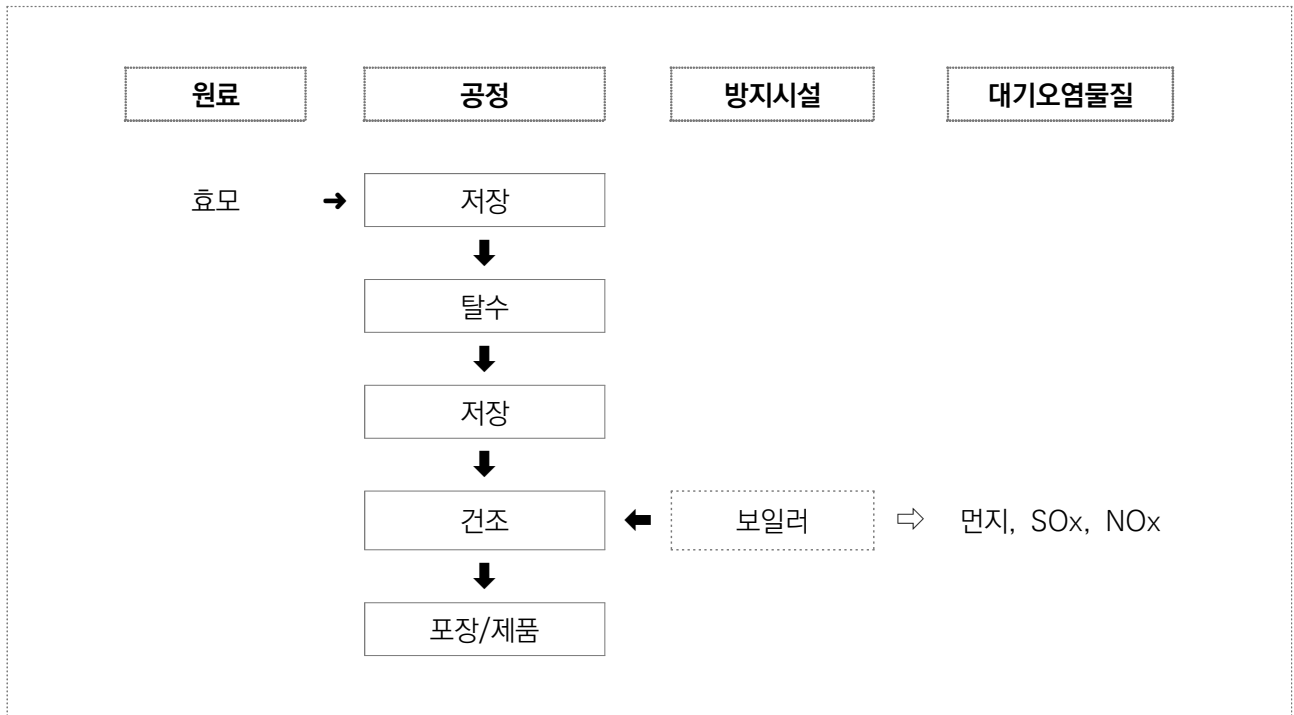 원료 공정 방지시설 대기오염물질
효모 → 저장
탈수
저장
건조 보일러 먼지, SOx, NOx
포장/제품